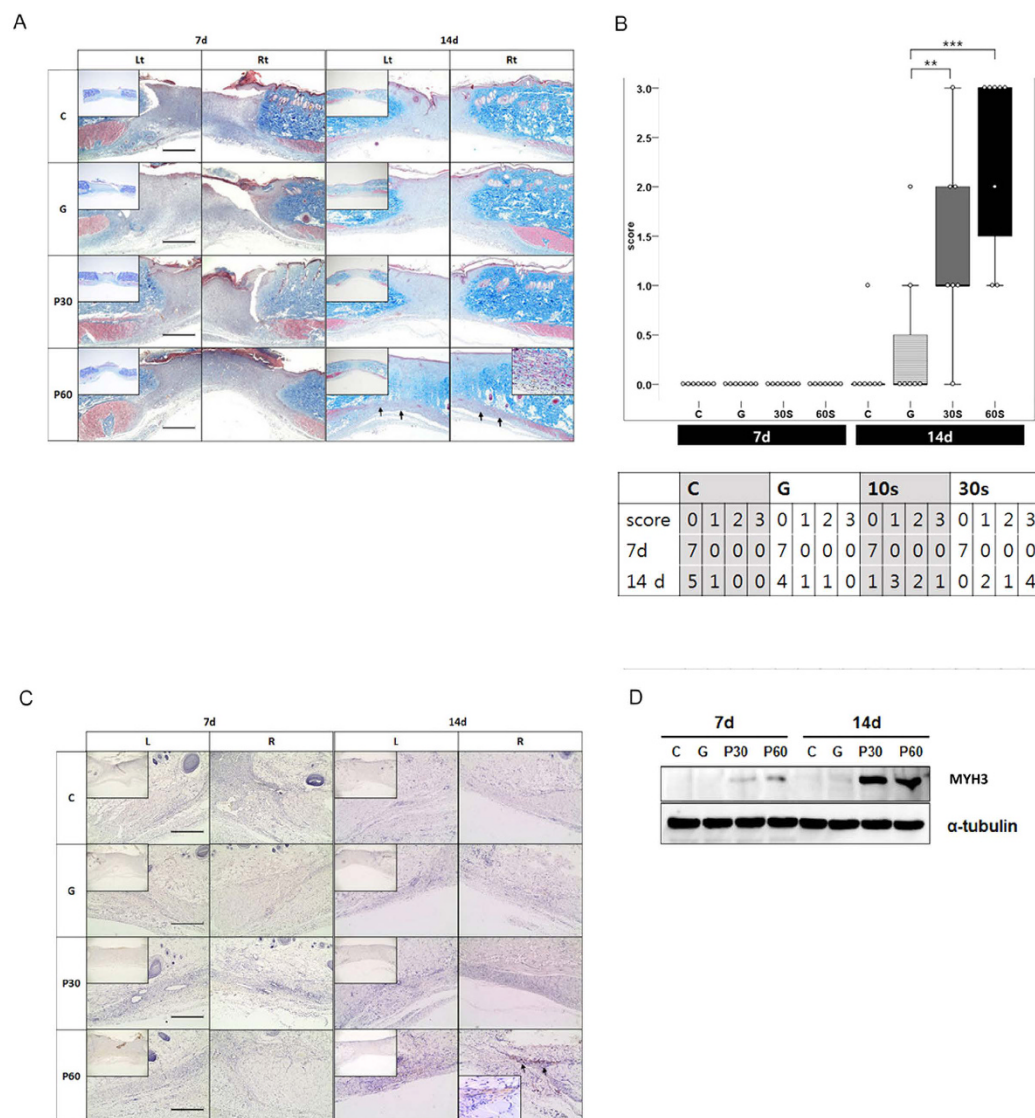 A
7d 14d
Lt Rt Lt Rt
C
G
P30
P60
B
*** 
**
3.0
2.5
2.0
1.5
1.0
0.5
0.0
score
C G 30S 60S C G 30S 60S
7d 14d
C G 10s 30s
score 0 1 2 3 0 1 2 3 0 1 2 3 0 1 2 3
7d 7 0 0 0 7 0 0 0 7 0 0 0 7 0 0 0
14 d 5 1 0 0 4 1 1 0 1 3 2 1 0 2 1 4
C
7d 14d
L R L R
C
G
P30
P60
D
7d 14d
C G P30 P60 C G P30 P60
MYH3
α-tubulin